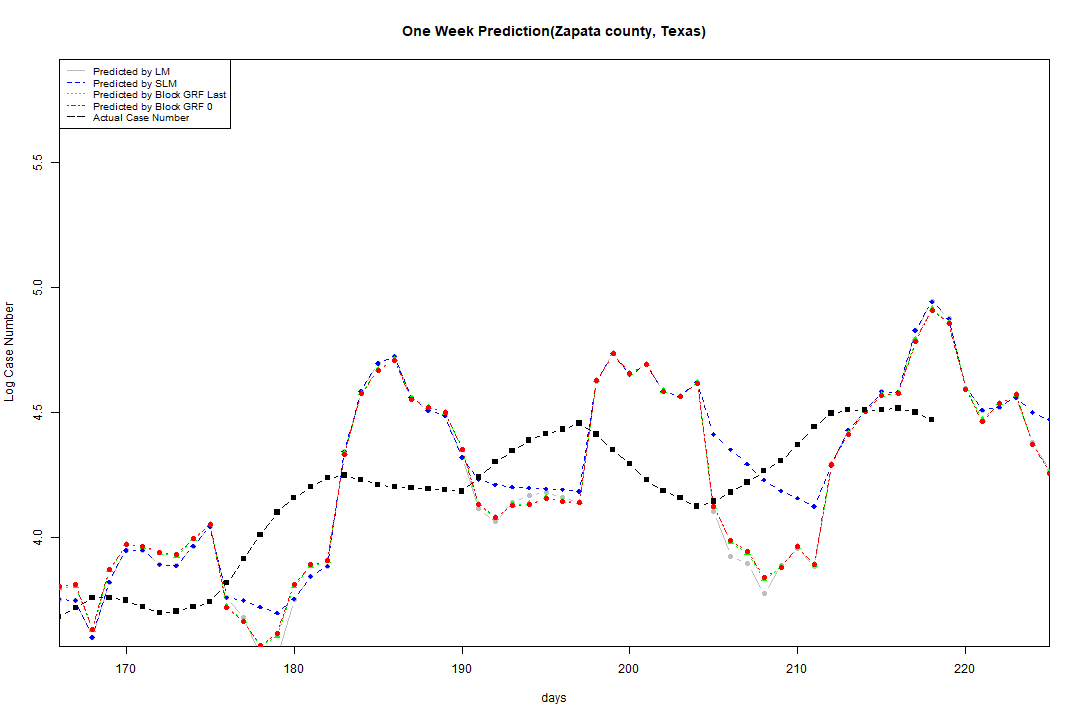 One Week Prediction(Zapata county, Texas)
Predicted by LM
Predicted by SLM
Predicted by Block GRF Last
Predicted by Block GRF 0
Actual Case Number
5.5
5.0
4.5
4.0
Log Case Number
170 180 190 200 210 220
days